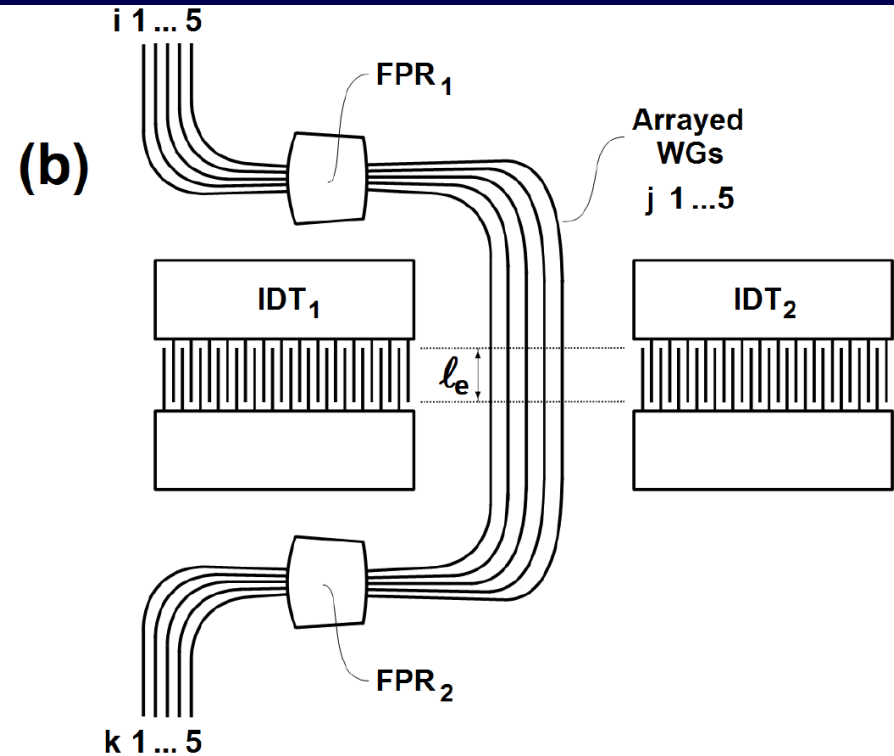 i 1 ... 5
FPR1
(b)
Arrayed
WGs
j 1 ...5
IDT1
IDT2
ℓe
FPR2
k 1 ... 5